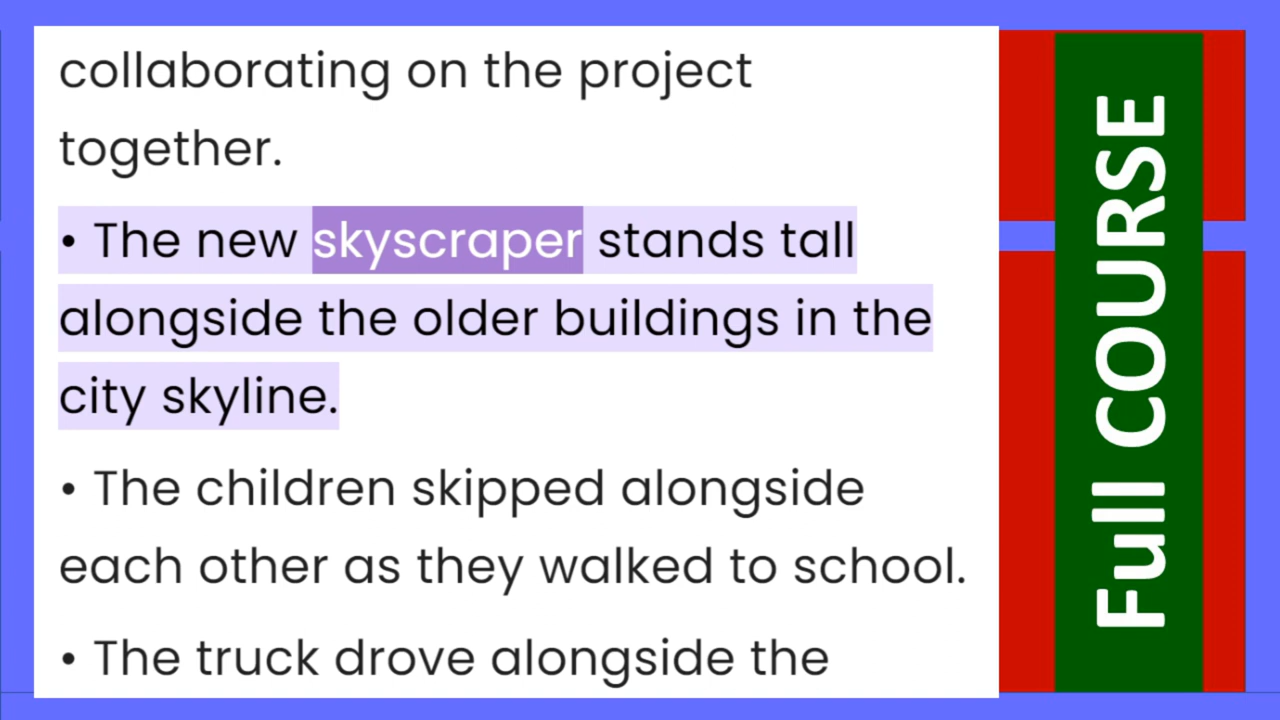 collaborating on the project
together.
• The new skyscraper stands tall
alongside the older buildings in the
city skyline.
• The children skipped alongside
each other as they walked to school.
• The truck drove alongside the
Full COURSE